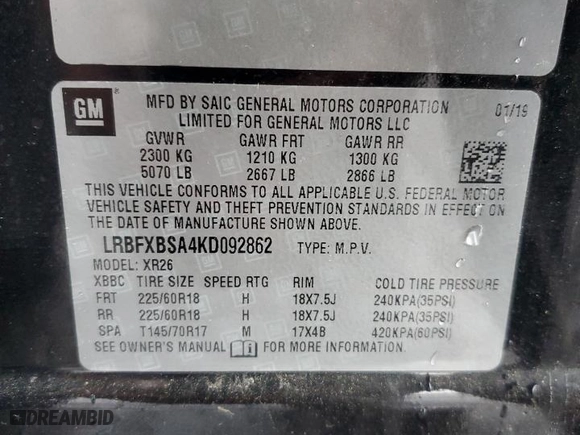 GM
MFD BY SAIC GENERAL MOTORS CORPORATION 01/19
LIMITED FOR GENERAL MOTORS LLC
GVWR GAWR FRT GAWR RR
2300 KG 1210 KG 1300 KG
5070 LB 2667 LB 2866 LB
THIS VEHICLE CONFORMS TO ALL APPLICABLE U.S. FEDERAL MOTOR
VEHICLE SAFETY AND THEFT PREVENTION STANDARDS IN EFFECT ON
THE DATE OF MANUFACTURE SHOWN ABOVE.
LRBFXBSA4KD092862 TYPE: M.P.V.
MODEL: XR26
XBBC TIRE SIZE SPEED RTG RIM COLD TIRE PRESSURE
FRT 225/60R18 H 18X7.5J 240KPA(35PSI)
RR 225/60R18 H 18X7.5J 240KPA(35PSI)
SPA T145/70R17 M 17X4B 420KPA(60PSI)
SEE OWNER'S MANUAL FOR MORE INFORMATION.
DREAMBID